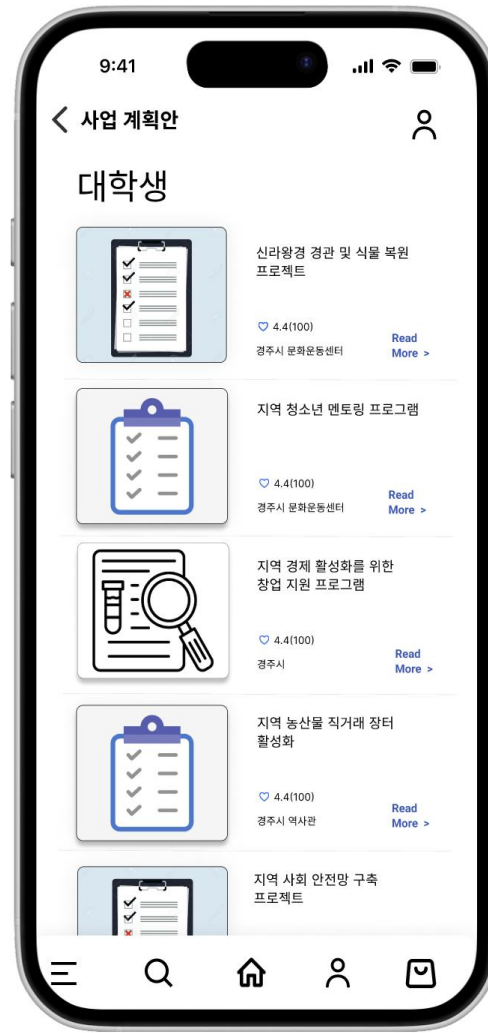 9:41
사업 계획안
대학생
신라왕경 경관 및 식물 복원
프로젝트
4.4(100)
경주시 문화운동센터
Read
More >
지역 청소년 멘토링 프로그램
4.4(100)
경주시 문화운동센터
Read
More >
지역 경제 활성화를 위한
창업 지원 프로그램
4.4(100)
경주시
Read
More >
지역 농산물 직거래 장터
활성화
4.4(100)
경주시 역사관
Read
More >
지역 사회 안전망 구축
프로젝트